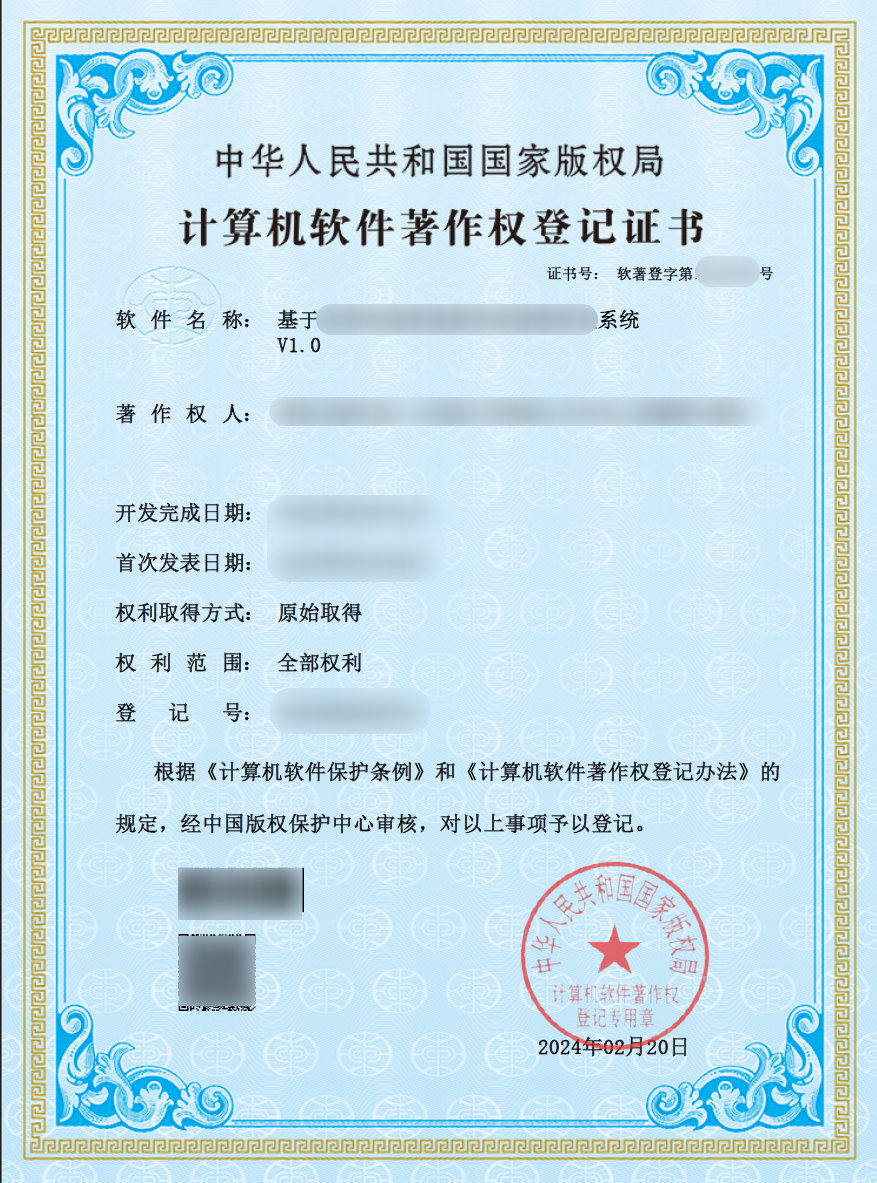 中华人民共和国国家版权局
计算机软件著作权登记证书
证书号： 软著登字第 号
软件名称： 基于 系统
V1.0
著作权人：
开发完成日期：
首次发表日期：
权利取得方式： 原始取得
权利范围： 全部权利
登记号：
根据《计算机软件保护条例》和《计算机软件著作权登记办法》的
规定，经中国版权保护中心审核，对以上事项予以登记。
中华人民共和国国家版权局
计算机软件著作权
登记专用章
2024年02月20日